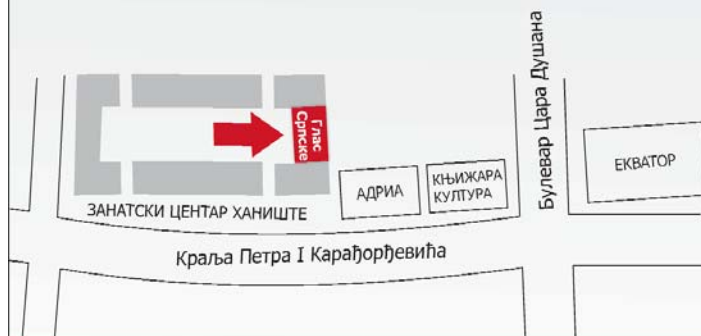 Глас
Српске
Булевар Цара Душана
ЕКВАТОР
АДРИА
КЊИЖАРА
КУЛТУРА
ЗАНАТСКИ ЦЕНТАР ХАНИШТЕ
Краља Петра I Карађорђевића